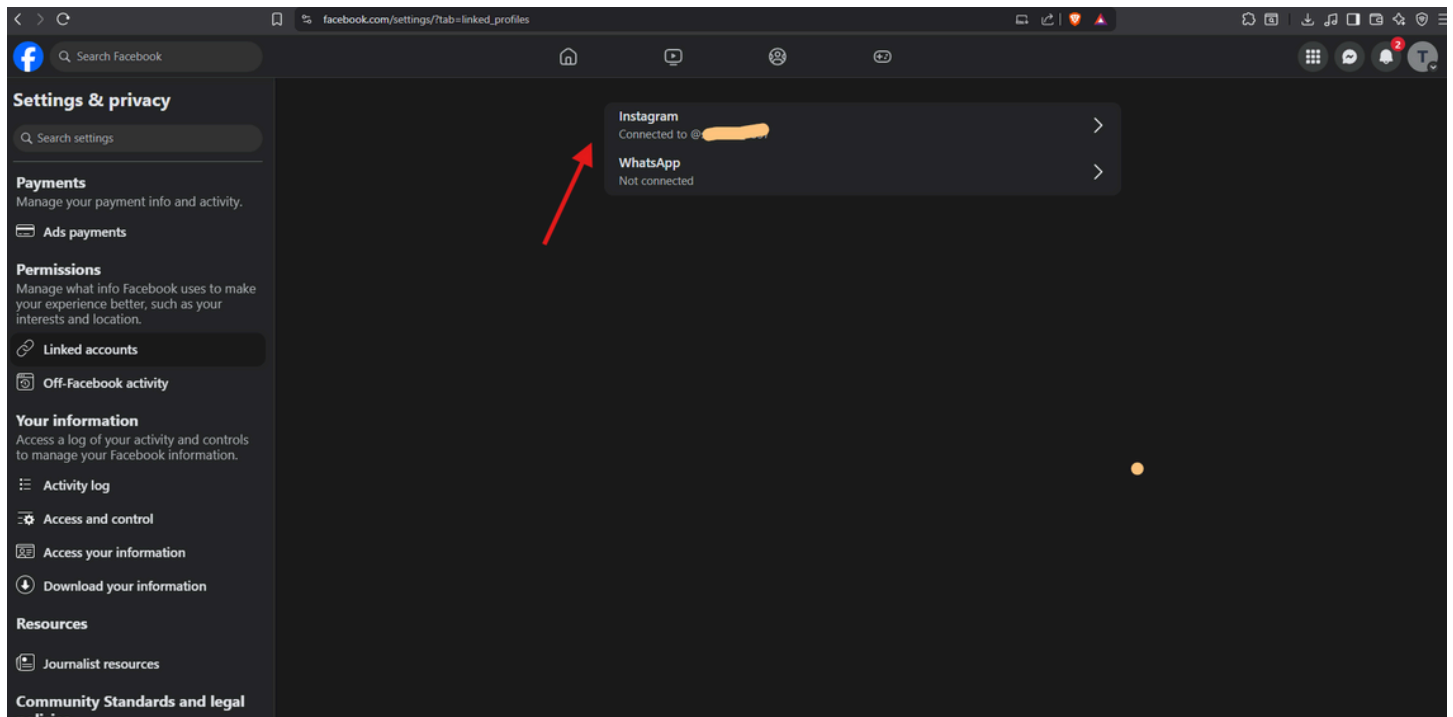 facebook.com/settings/?tab=linked_profiles
Search Facebook
2
T
Settings & privacy
Search settings
Payments
Manage your payment info and activity.
Ads payments
Permissions
Manage what info Facebook uses to make
your experience better, such as your
interests and location.
Linked accounts
Off-Facebook activity
Your information
Access a log of your activity and controls
to manage your Facebook information.
Activity log
Access and control
Access your information
Download your information
Resources
Journalist resources
Community Standards and legal
Instagram
Connected to @
WhatsApp
Not connected